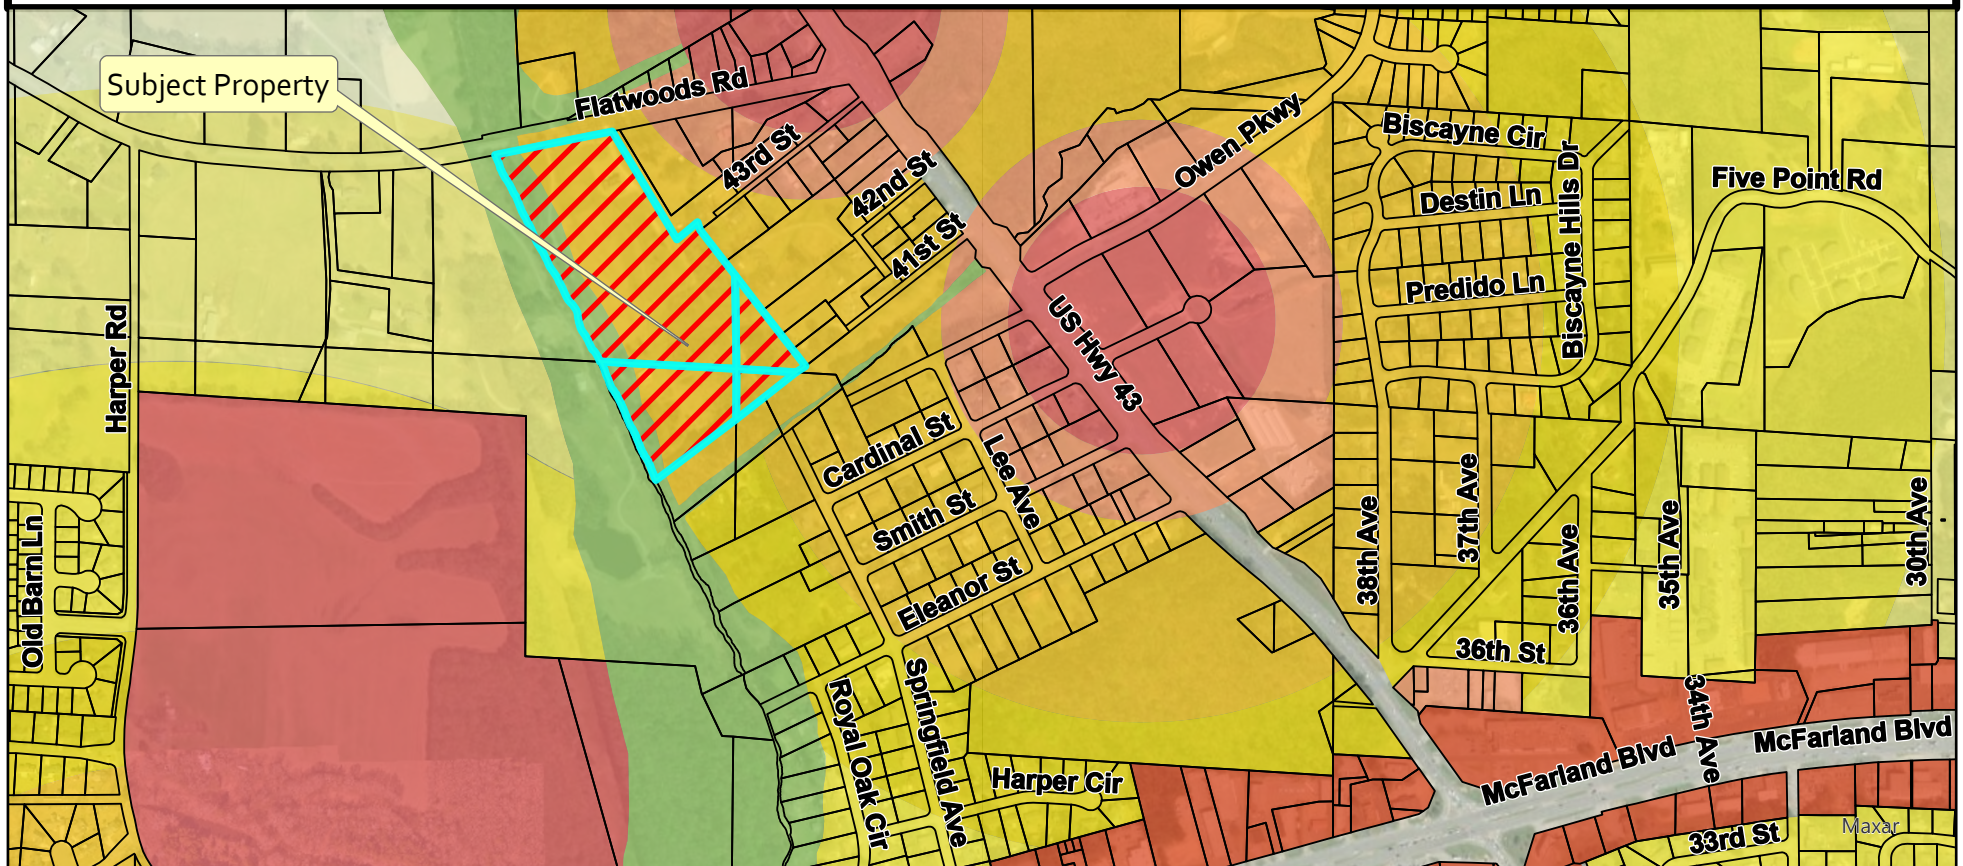 Subject Property
Flatwoods Rd
43rd St
42nd St
41st St
Owen Pkwy
Biscayne Cir
Destin Ln
Predido Ln
Biscayne Hills Dr
Five Point Rd
Harper Rd
US Hwy 43
Cardinal St
Lee Ave
Smith St
Eleanor St
Old Barn Ln
38th Ave
37th Ave
36th Ave
35th Ave
30th Ave
36th St
34th Ave
McFarland Blvd
McFarland Blvd
Royal Oak Cir
Springfield Ave
Harper Cir
33rd St
Maxar